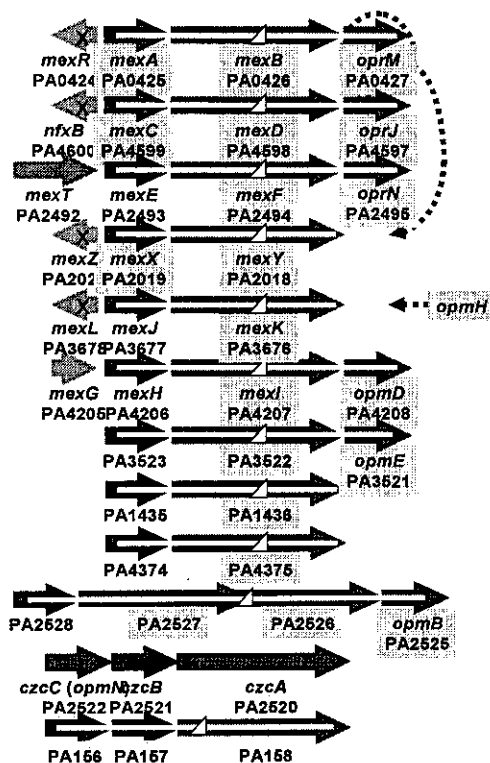 mexR mexA mexB oprM
PA0424 PA0425 PA0426 PA0427
nfxB mexC mexD oprJ
PA4600 PA4599 PA4598 PA4597
mexT mexE mexF oprN
PA2492 PA2493 PA2494 PA2495
mexZ mexX mexY
PA202 PA2019 PA2018
opmH
mexL mexJ mexK
PA3678 PA3677 PA3676
mexG mexH mexI opmD
PA4205 PA4206 PA4207 PA4208
PA3523 PA3522 opmE
PA3521
PA1435 PA1436
PA4374 PA4375
PA2528 PA2527 PA2526 opmB
PA2525
czcC (opmN) czcB czcA
PA2522 PA2521 PA2520
PA156 PA157 PA158